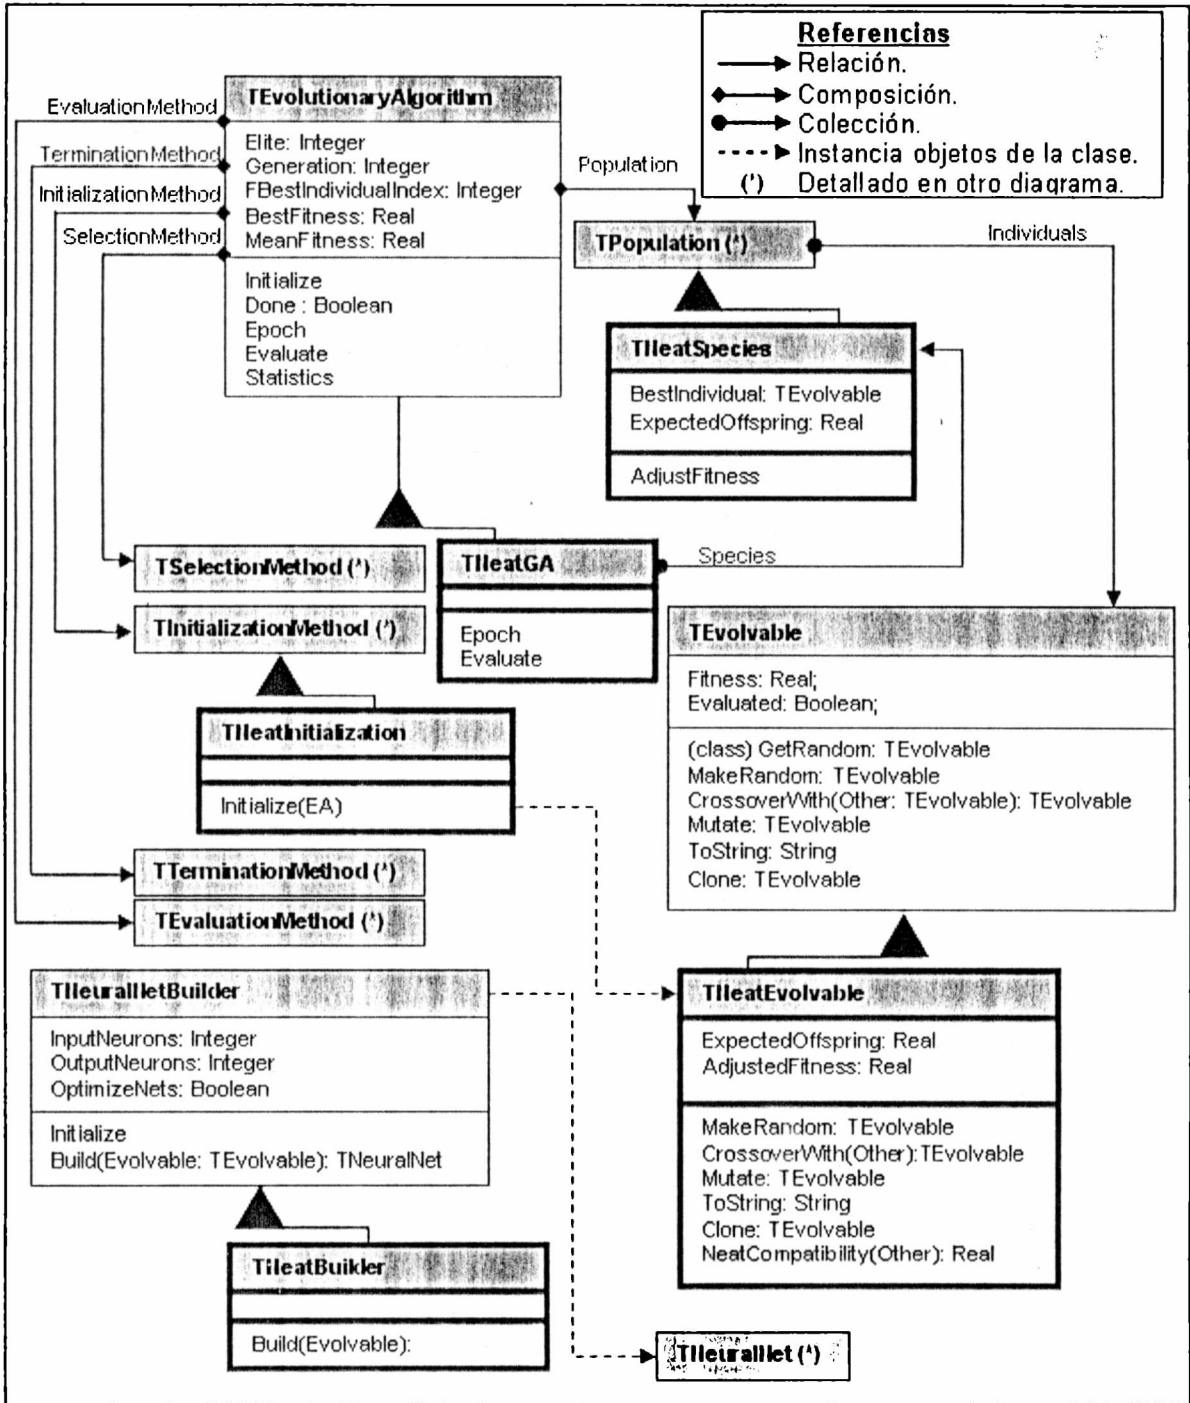 Referencias
Relación.
Composición.
Colección.
Instancia objetos de la clase.
(*) Detallado en otro diagrama.
EvaluationMethod
TerminationMethod
InitializationMethod
SelectionMethod
TEvolutionaryAlgorithm
Elite: Integer
Generation: Integer
FBestIndividualIndex: Integer
BestFitness: Real
MeanFitness: Real
Initialize
Done : Boolean
Epoch
Evaluate
Statistics
Population
TPopulation (*)
Individuals
TNeatSpecies
BestIndividual: TEvolvable
ExpectedOffspring: Real
AdjustFitness
TSelectionMethod (*)
TInitializationMethod (*)
TNeatGA
Epoch
Evaluate
Species
TEvolvable
Fitness: Real;
Evaluated: Boolean;
(class) GetRandom: TEvolvable
MakeRandom: TEvolvable
CrossoverWith(Other: TEvolvable): TEvolvable
Mutate: TEvolvable
ToString: String
Clone: TEvolvable
TNeatInitialization
Initialize(EA)
TTerminationMethod (*)
TEvaluationMethod (*)
TNeuralNetBuilder
InputNeurons: Integer
OutputNeurons: Integer
OptimizeNets: Boolean
Initialize
Build(Evolvable: TEvolvable): TNeuralNet
TNeatEvolvable
ExpectedOffspring: Real
AdjustedFitness: Real
MakeRandom: TEvolvable
CrossoverWith(Other):TEvolvable
Mutate: TEvolvable
ToString: String
Clone: TEvolvable
NeatCompatibility(Other): Real
TNeatBuilder
Build(Evolvable):
TNeuralNet (*)